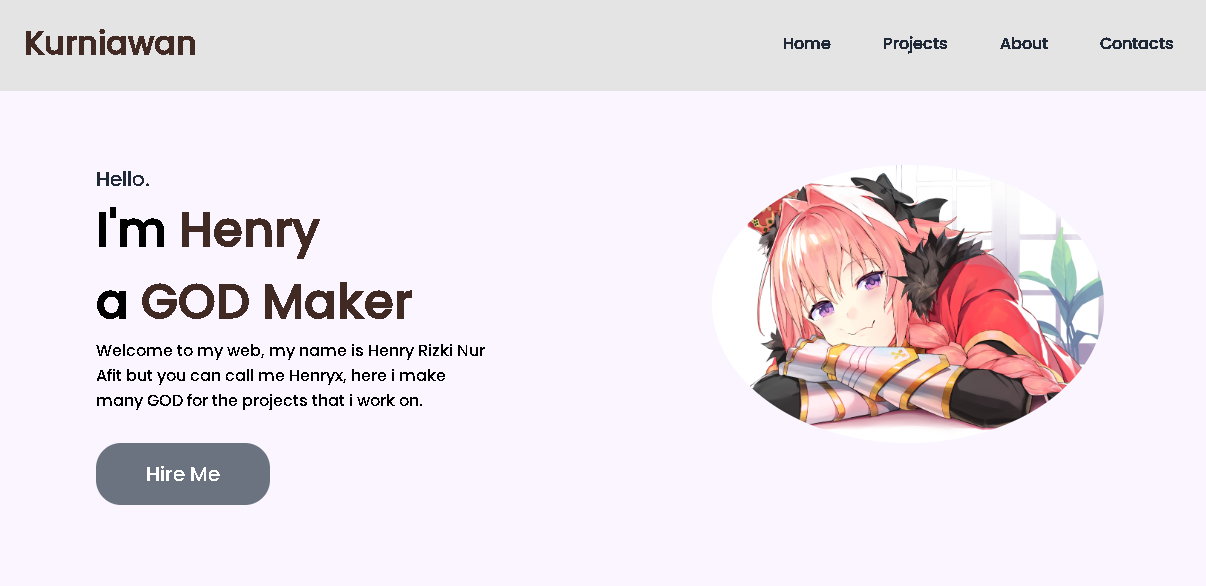 Kurniawan
Home
Projects
About
Contacts
Hello.
I'm Henry
a GOD Maker
Welcome to my web, my name is Henry Rizki Nur
Afit but you can call me Henryx, here i make
many GOD for the projects that i work on.
Hire Me